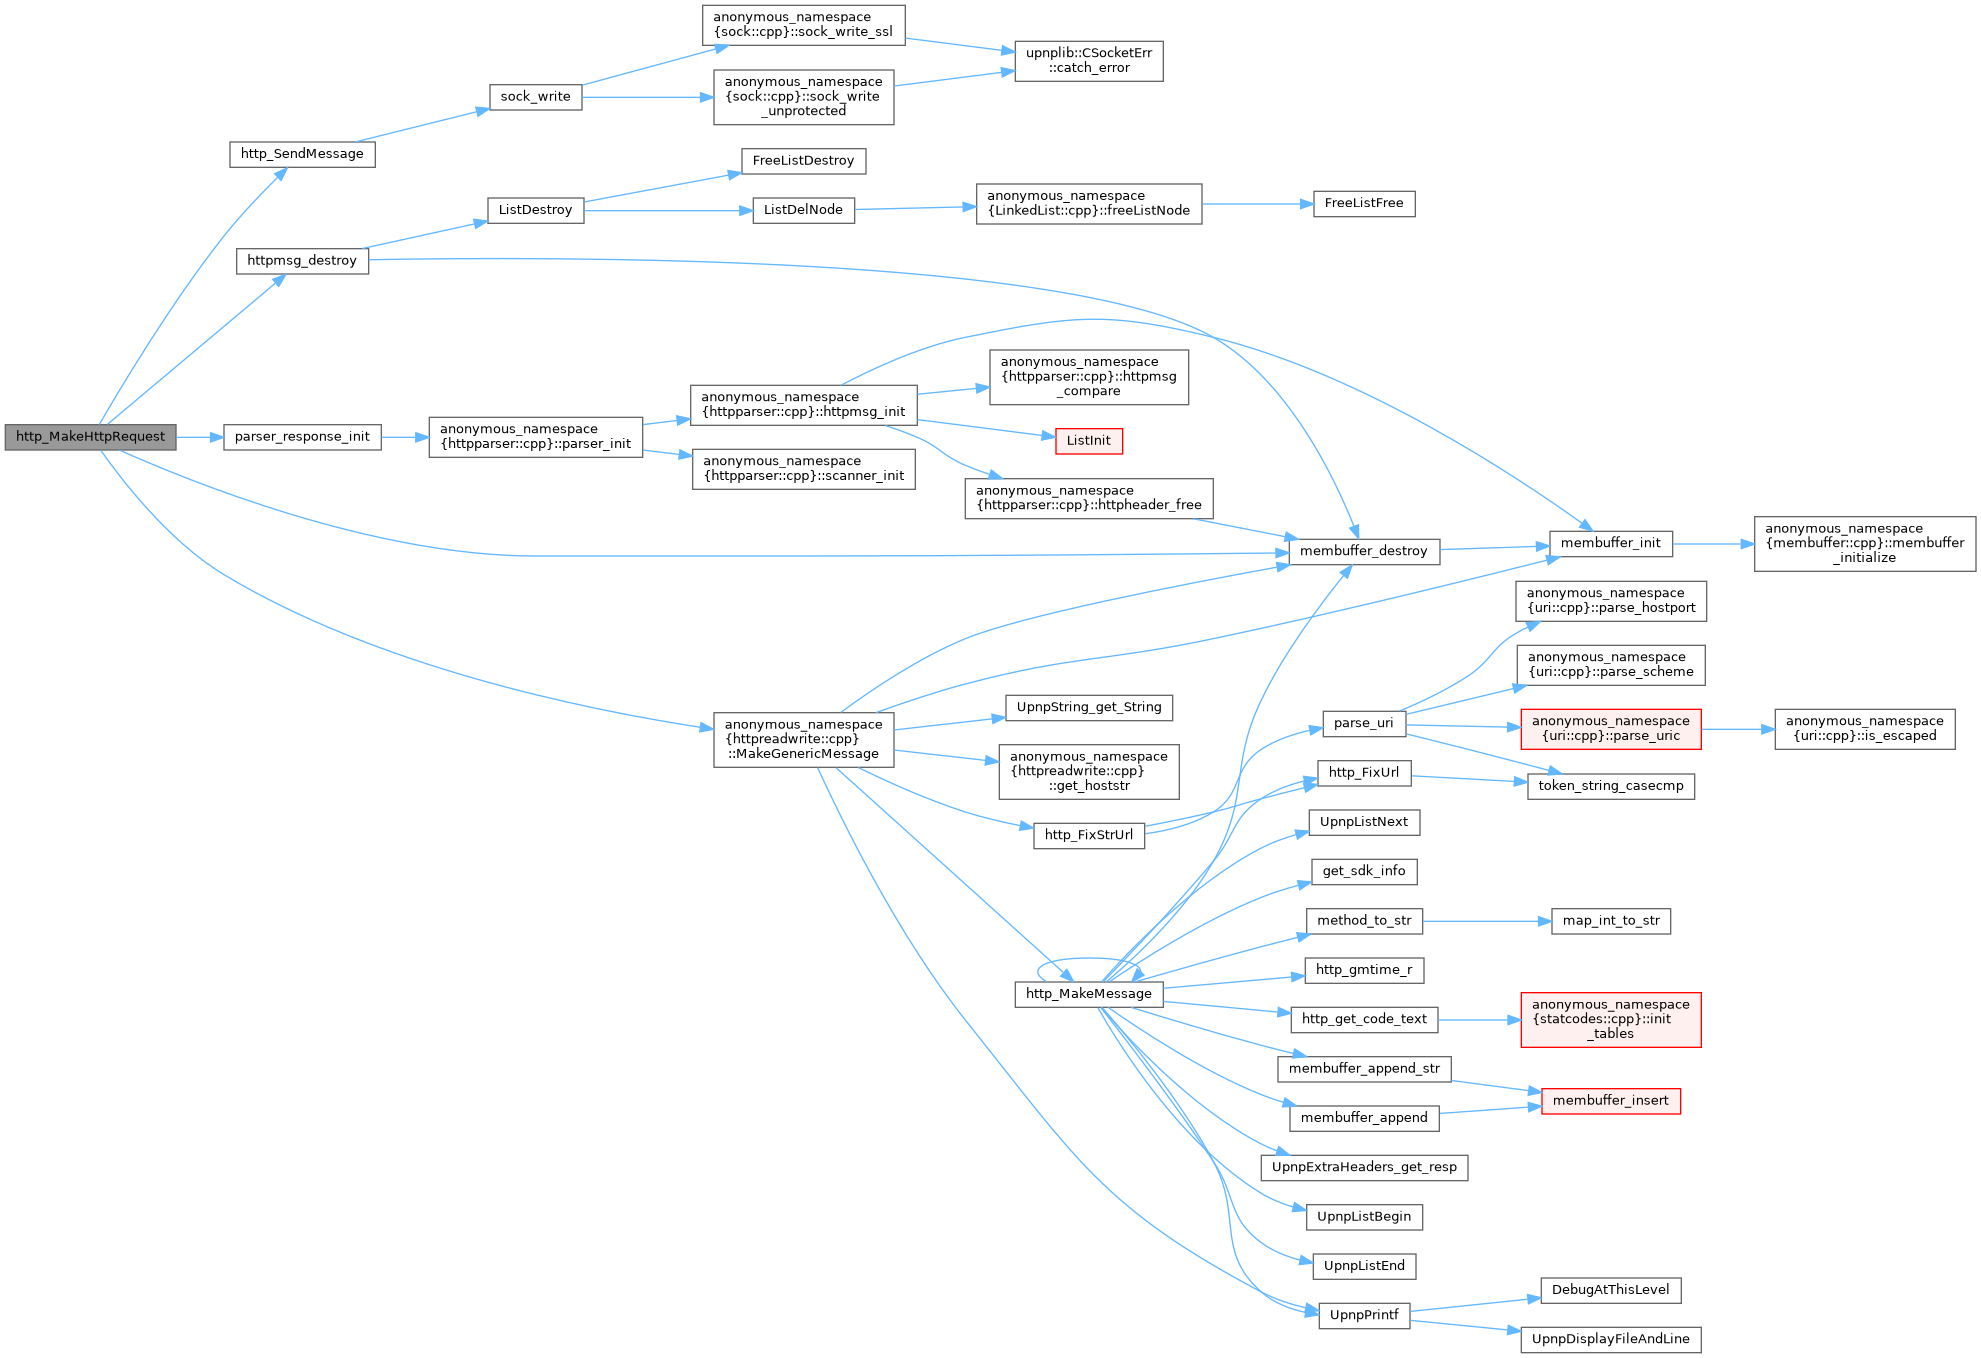 http_MakeHttpRequest
http_SendMessage
sock_write
anonymous_namespace
{sock::cpp}::sock_write_ssl
upnplib::CSocketErr
::catch_error
anonymous_namespace
{sock::cpp}::sock_write
_unprotected
httpmsg_destroy
ListDestroy
FreeListDestroy
ListDelNode
anonymous_namespace
{LinkedList::cpp}::freeListNode
FreeListFree
parser_response_init
anonymous_namespace
{httpparser::cpp}::parser_init
anonymous_namespace
{httpparser::cpp}::httpmsg_init
anonymous_namespace
{httpparser::cpp}::scanner_init
anonymous_namespace
{httpparser::cpp}::httpmsg
_compare
ListInit
anonymous_namespace
{httpparser::cpp}::httpheader_free
membuffer_destroy
membuffer_init
anonymous_namespace
{membuffer::cpp}::membuffer
_initialize
anonymous_namespace
{httpreadwrite::cpp}
::MakeGenericMessage
UpnpString_get_String
anonymous_namespace
{httpreadwrite::cpp}
::get_hoststr
http_FixStrUrl
http_MakeMessage
parse_uri
anonymous_namespace
{uri::cpp}::parse_hostport
anonymous_namespace
{uri::cpp}::parse_scheme
anonymous_namespace
{uri::cpp}::parse_uric
anonymous_namespace
{uri::cpp}::is_escaped
token_string_casecmp
http_FixUrl
UpnpListNext
get_sdk_info
method_to_str
map_int_to_str
http_gmtime_r
http_get_code_text
anonymous_namespace
{statcodes::cpp}::init
_tables
membuffer_append_str
membuffer_append
membuffer_insert
UpnpExtraHeaders_get_resp
UpnpListBegin
UpnpListEnd
UpnpPrintf
DebugAtThisLevel
UpnpDisplayFileAndLine